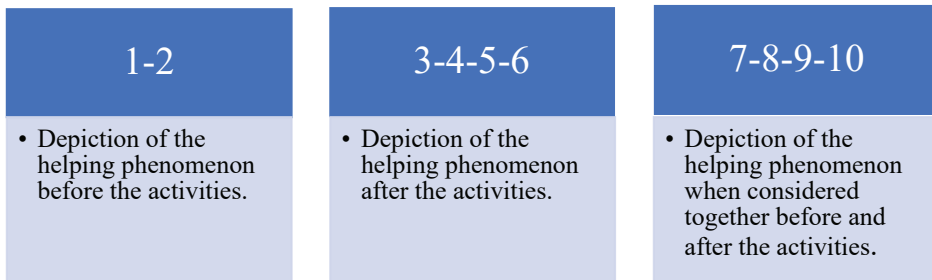 1-2
• Depiction of the
helping phenomenon
before the activities.
3-4-5-6
• Depiction of the
helping phenomenon
after the activities.
7-8-9-10
• Depiction of the
helping phenomenon
when considered
together before and
after the activities.